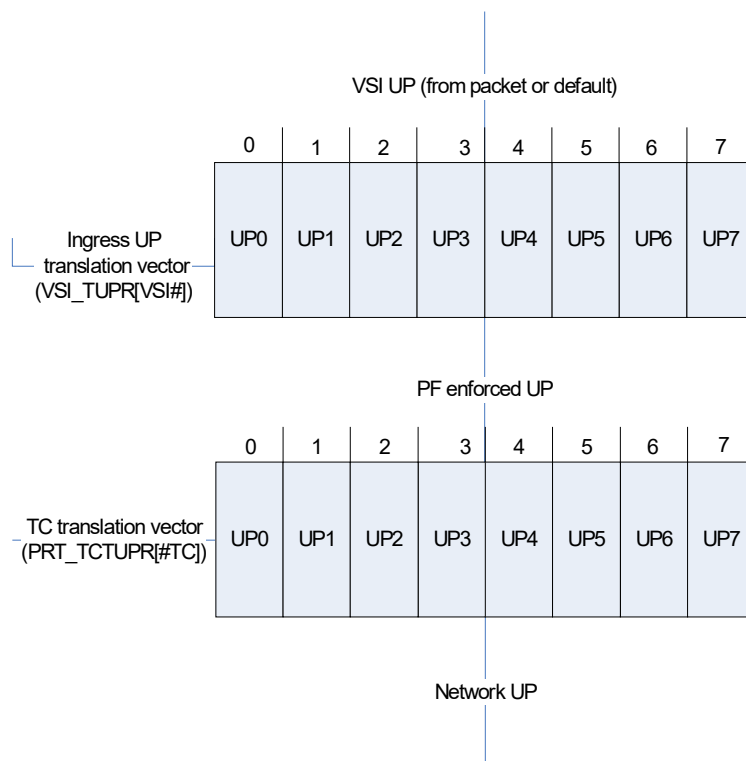 VSI UP (from packet or default)
0 1 2 3 4 5 6 7
Ingress UP
translation vector
(VSI_TUPR[VSI#])
UP0 UP1 UP2 UP3 UP4 UP5 UP6 UP7
PF enforced UP
0 1 2 3 4 5 6 7
TC translation vector
(PRT_TCTUPR[#TC])
UP0 UP1 UP2 UP3 UP4 UP5 UP6 UP7
Network UP